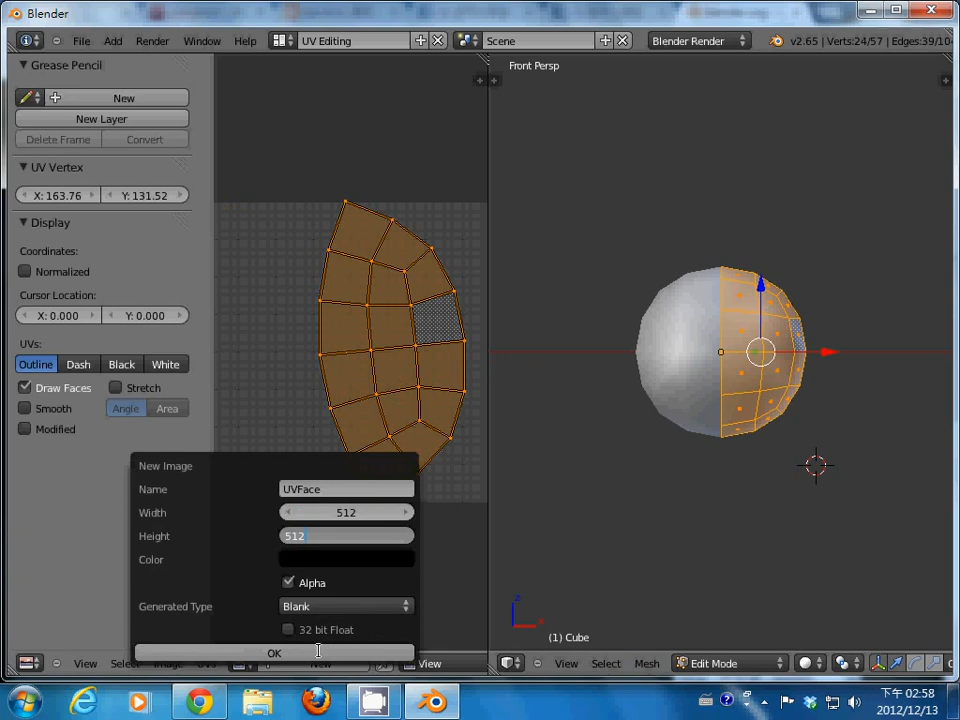 Blender
File Add Render Window Help UV Editing Scene Blender Render v2.65 | Verts:24/57 | Edges:39/10
Grease Pencil
New
New Layer
Delete Frame Convert
UV Vertex
X: 163.76 Y: 131.52
Display
Coordinates:
Normalized
Cursor Location:
X: 0.000 Y: 0.000
UVs:
Outline Dash Black White
Draw Faces Stretch
Smooth Angle Area
Modified
New Image
Name UVFace
Width 512
Height 512
Color
Alpha
Generated Type Blank
32 bit Float
OK
View Select Image UVs New View
Front Persp
z
x
(1) Cube
View Select Mesh Edit Mode
下午 02:58
2012/12/13